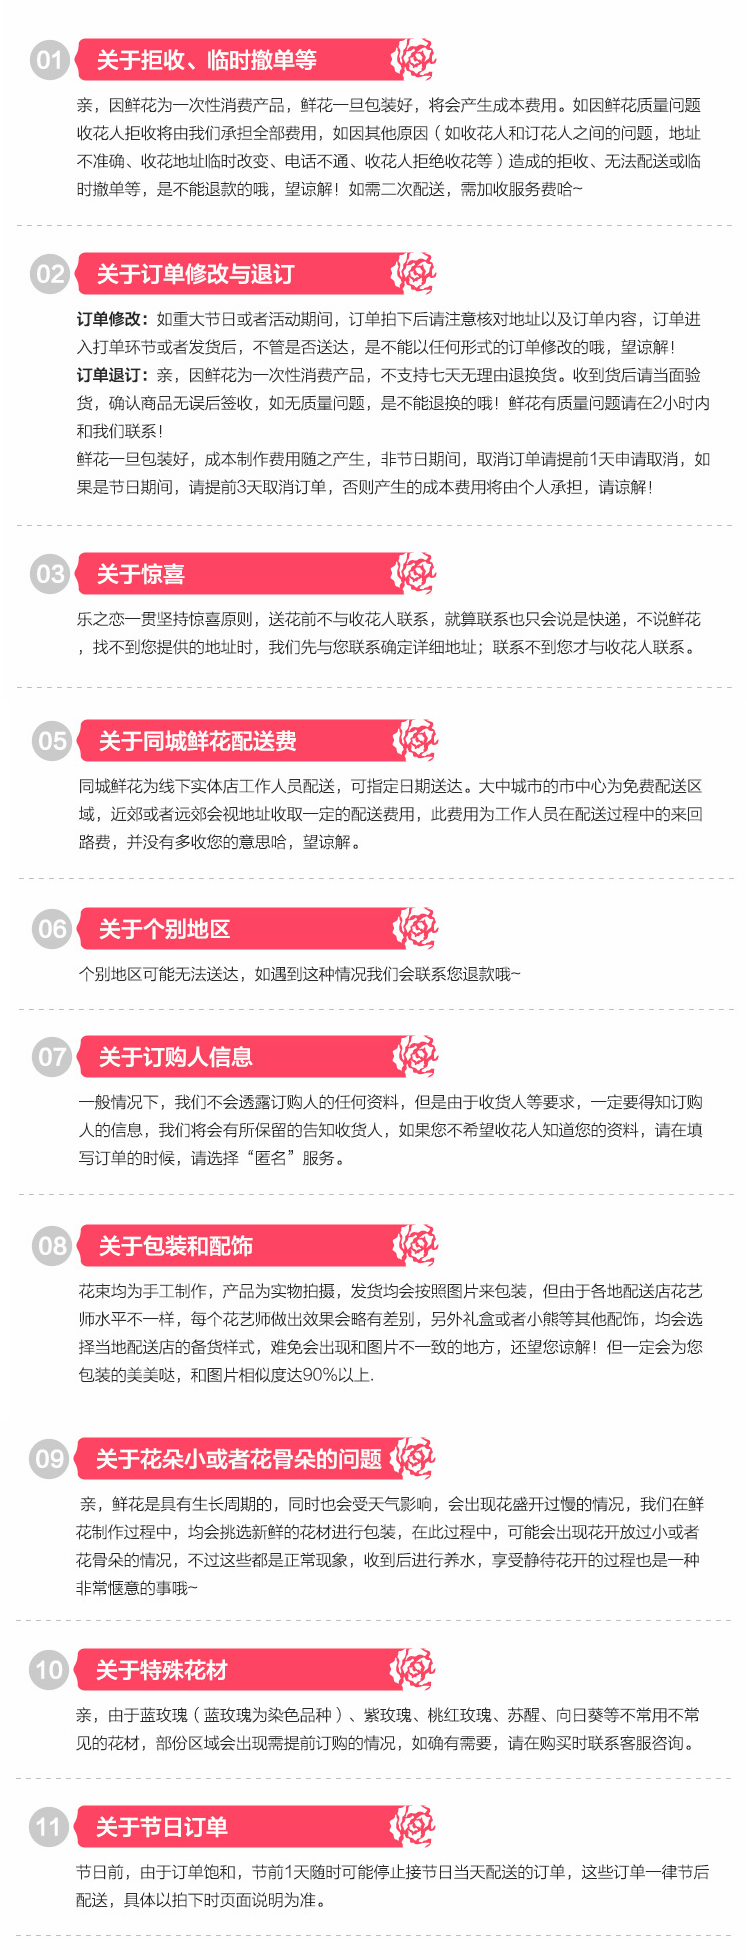 01 关于拒收、临时撤单等
亲，因鲜花为一次性消费产品，鲜花一旦包装好，将会产生成本费用。如因鲜花质量问题
收花人拒收将由我们承担全部费用，如因其他原因（如收花人和订花人之间的问题，地址
不准确、收花地址临时改变、电话不通、收花人拒绝收花等）造成的拒收、无法配送或临
时撤单等，是不能退款的哦，望谅解！如需二次配送，需加收服务费哈~
02 关于订单修改与退订
订单修改：如重大节日或者活动期间，订单拍下后请注意核对地址以及订单内容，订单进
入打单环节或者发货后，不管是否送达，是不能以任何形式的订单修改的哦，望谅解！
订单退订：亲，因鲜花为一次性消费产品，不支持七天无理由退换货。收到货后请当面验
货，确认商品无误后签收，如无质量问题，是不能退换的哦！鲜花有质量问题请在2小时内
和我们联系！
鲜花一旦包装好，成本制作费用随之产生，非节日期间，取消订单请提前1天申请取消，如
果是节日期间，请提前3天取消订单，否则产生的成本费用将由个人承担，请谅解！
03 关于惊喜
乐之恋一贯坚持惊喜原则，送花前不与收花人联系，就算联系也只会说是快递，不说鲜花
，找不到您提供的地址时，我们先与您联系确定详细地址；联系不到您才与收花人联系。
05 关于同城鲜花配送费
同城鲜花为线下实体店工作人员配送，可指定日期送达。大中城市的市中心为免费配送区
域，近郊或者远郊会视地址收取一定的配送费用，此费用为工作人员在配送过程中的来回
路费，并没有多收您的意思哈，望谅解。
06 关于个别地区
个别地区可能无法送达，如遇到这种情况我们会联系您退款哦~
07 关于订购人信息
一般情况下，我们不会透露订购人的任何资料，但是由于收货人等要求，一定要得知订购
人的信息，我们将会有所保留的告知收货人，如果您不希望收花人知道您的资料，请在填
写订单的时候，请选择“匿名”服务。
08 关于包装和配饰
花束均为手工制作，产品为实物拍摄，发货均会按照图片来包装，但由于各地配送店花艺
师水平不一样，每个花艺师做出效果会略有差别，另外礼盒或者小熊等其他配饰，均会选
择当地配送店的备货样式，难免会出现和图片不一致的地方，还望您谅解！但一定会为您
包装的美美哒，和图片相似度达90%以上.
09 关于花朵小或者花骨朵的问题
亲，鲜花是具有生长周期的，同时也会受天气影响，会出现花盛开过慢的情况，我们在鲜
花制作过程中，均会挑选新鲜的花材进行包装，在此过程中，可能会出现花开放过小或者
花骨朵的情况，不过这些都是正常现象，收到后进行养水，享受静待花开的过程也是一种
非常惬意的事哦~
10 关于特殊花材
亲，由于蓝玫瑰（蓝玫瑰为染色品种）、紫玫瑰、桃红玫瑰、苏醒、向日葵等不常用不常
见的花材，部份区域会出现需提前订购的情况，如确有需要，请在购买时联系客服咨询。
11 关于节日订单
节日前，由于订单饱和，节前1天随时可能停止接节日当天配送的订单，这些订单一律节后
配送，具体以拍下时页面说明为准。